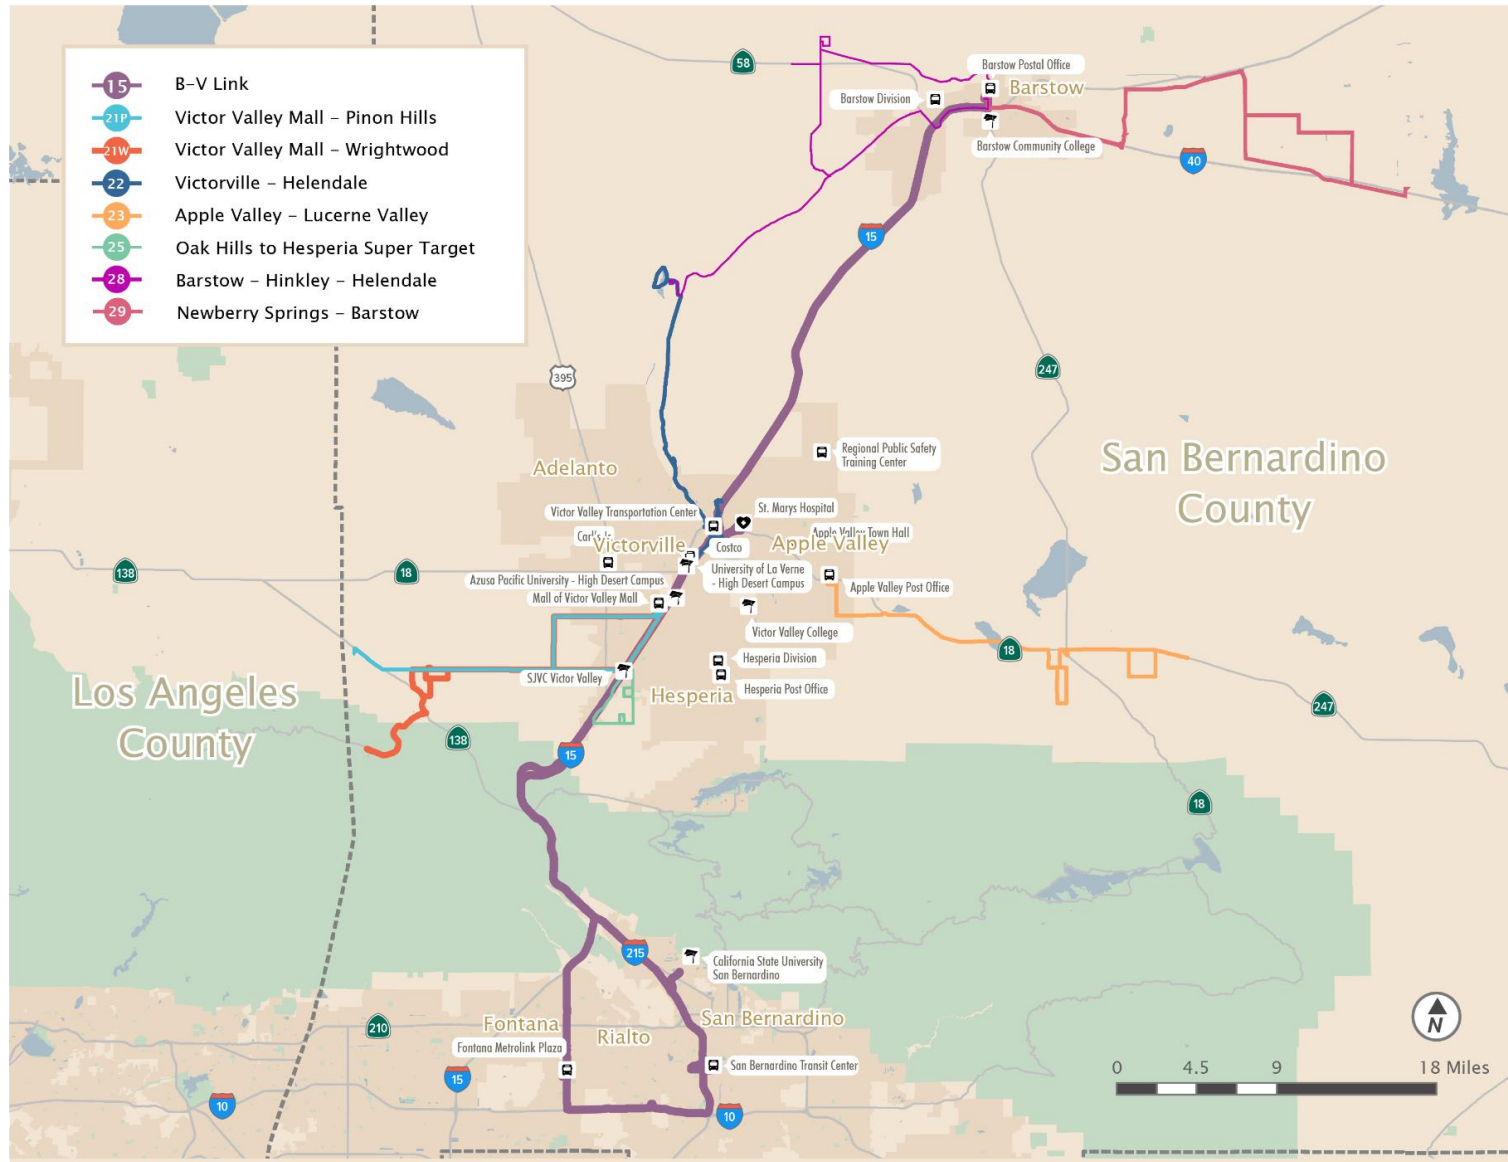 15 B-V Link
21P Victor Valley Mall - Pinon Hills
21W Victor Valley Mall - Wrightwood
22 Victorville - Helendale
23 Apple Valley - Lucerne Valley
25 Oak Hills to Hesperia Super Target
28 Barstow - Hinkley - Helendale
29 Newberry Springs - Barstow
58
Barstow Postal Office
Barstow
Barstow Division
Barstow Community College
40
15
247
395
Regional Public Safety
Training Center
San Bernardino
County
Adelanto
Victor Valley Transportation Center
St. Marys Hospital
Carl's Jr.
Victorville
Costco
Apple Valley Town Hall
Apple Valley
138
18
Azusa Pacific University - High Desert Campus
University of La Verne
- High Desert Campus
Mall of Victor Valley Mall
Apple Valley Post Office
Victor Valley College
18
Hesperia Division
SJVC Victor Valley
Hesperia Post Office
Hesperia
Los Angeles
County
247
138
15
18
215
California State University
San Bernardino
210
Fontana
Rialto
San Bernardino
Fontana Metrolink Plaza
San Bernardino Transit Center
15
10
10
N
0 4.5 9 18 Miles